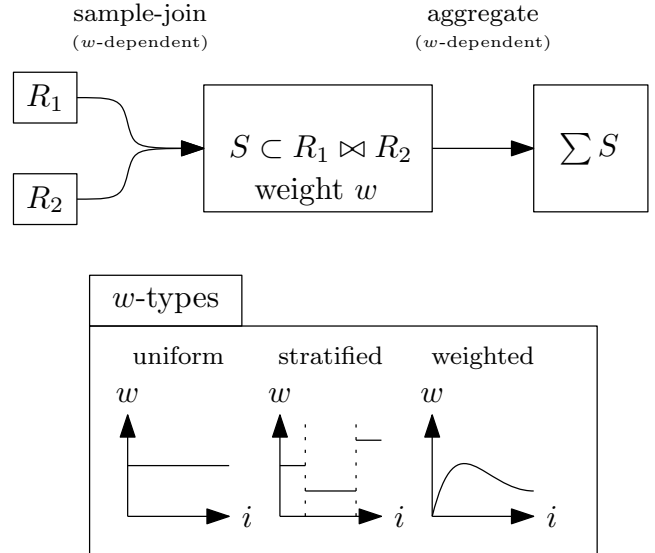 sample-join
(w-dependent)
aggregate
(w-dependent)
R₁
R₂
S ⊂ R₁ ⋈ R₂
weight w
∑ S
w-types
uniform
stratified
weighted
w
w
w
i
i
i